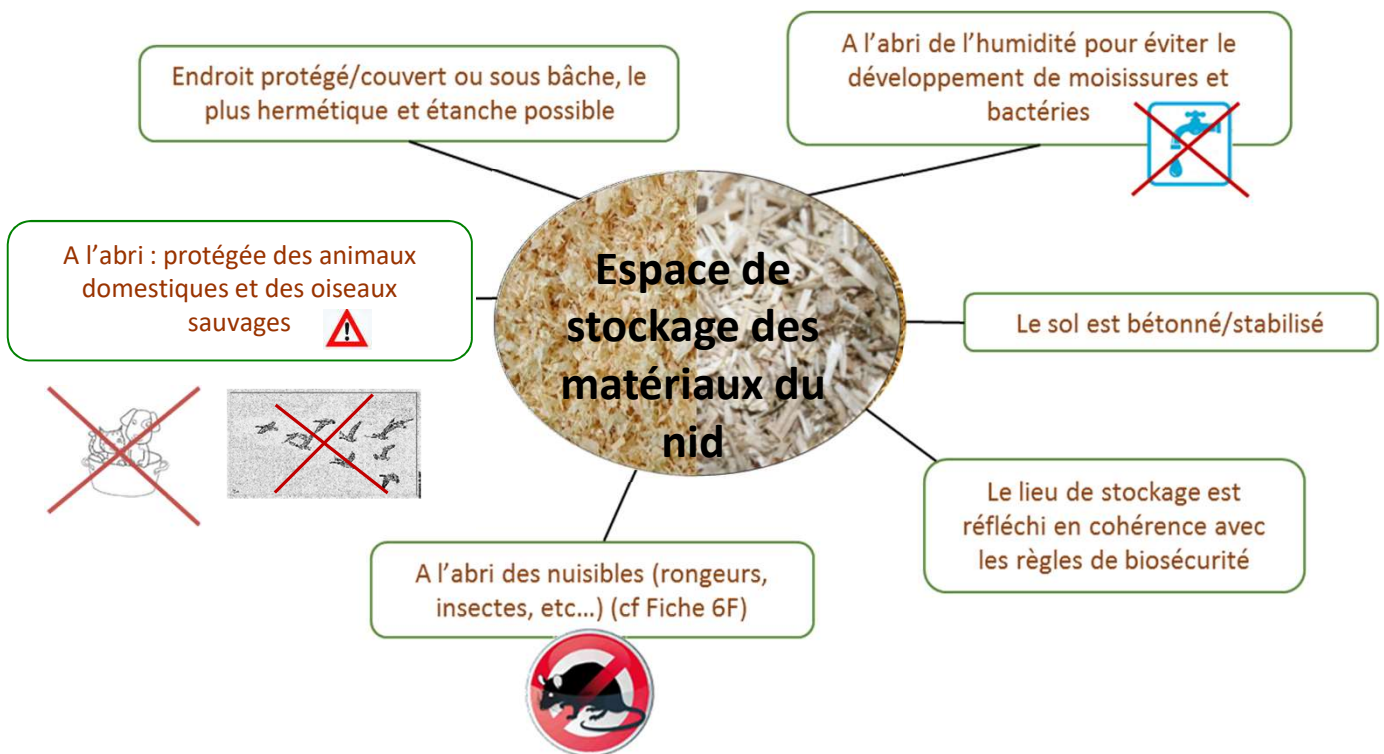 Endroit protégé/couvert ou sous bâche, le
plus hermétique et étanche possible
A l'abri de l'humidité pour éviter le
développement de moisissures et
bactéries
A l'abri : protégée des animaux
domestiques et des oiseaux
sauvages
Espace de
stockage des
matériaux du
nid
Le sol est bétonné/stabilisé
Le lieu de stockage est
réfléchi en cohérence avec
les règles de biosécurité
A l'abri des nuisibles (rongeurs,
insectes, etc...) (cf Fiche 6F)